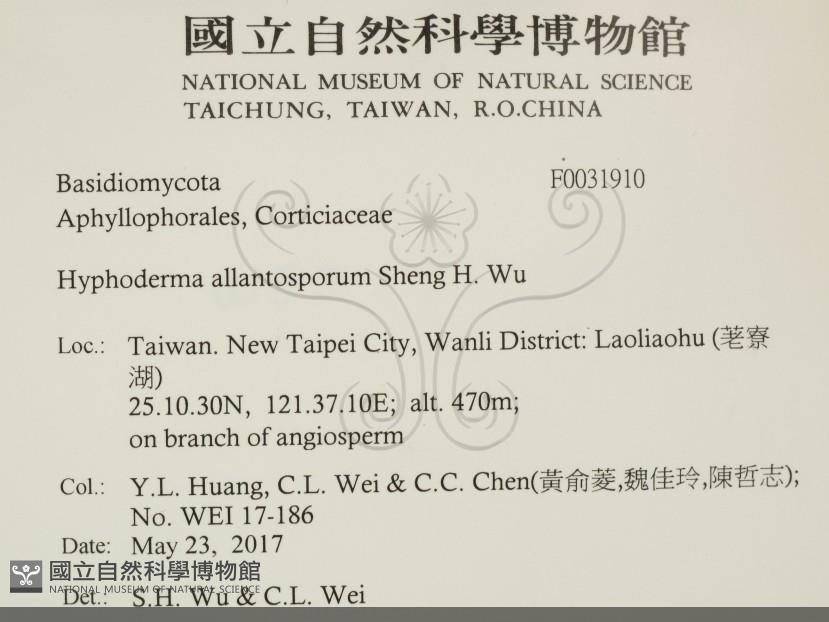 國立自然科學博物館
NATIONAL MUSEUM OF NATURAL SCIENCE
TAICHUNG, TAIWAN, R.O.CHINA
Basidiomycota F0031910
Aphyllophorales, Corticiaceae
Hyphoderma allantosporum Sheng H. Wu
Loc.: Taiwan. New Taipei City, Wanli District: Laoliaohu (荖寮
湖)
25.10.30N, 121.37.10E; alt. 470m;
on branch of angiosperm
Col.: Y.L. Huang, C.L. Wei & C.C. Chen(黃俞菱,魏佳玲,陳哲志);
No. WEI 17-186
Date: May 23, 2017
Det.: S.H. Wu & C.L. Wei
國立自然科學博物館
NATIONAL MUSEUM OF NATURAL SCIENCE